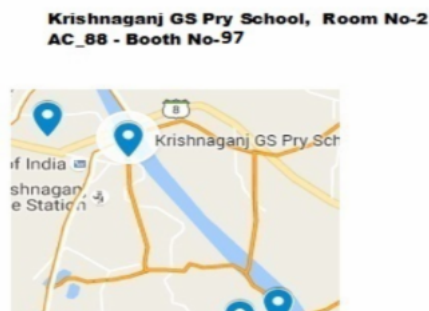 Krishnaganj GS Pry School, Room No-2
AC_88 - Booth No-97
8
Krishnaganj GS Pry Sch
of India
shnagan
e Station